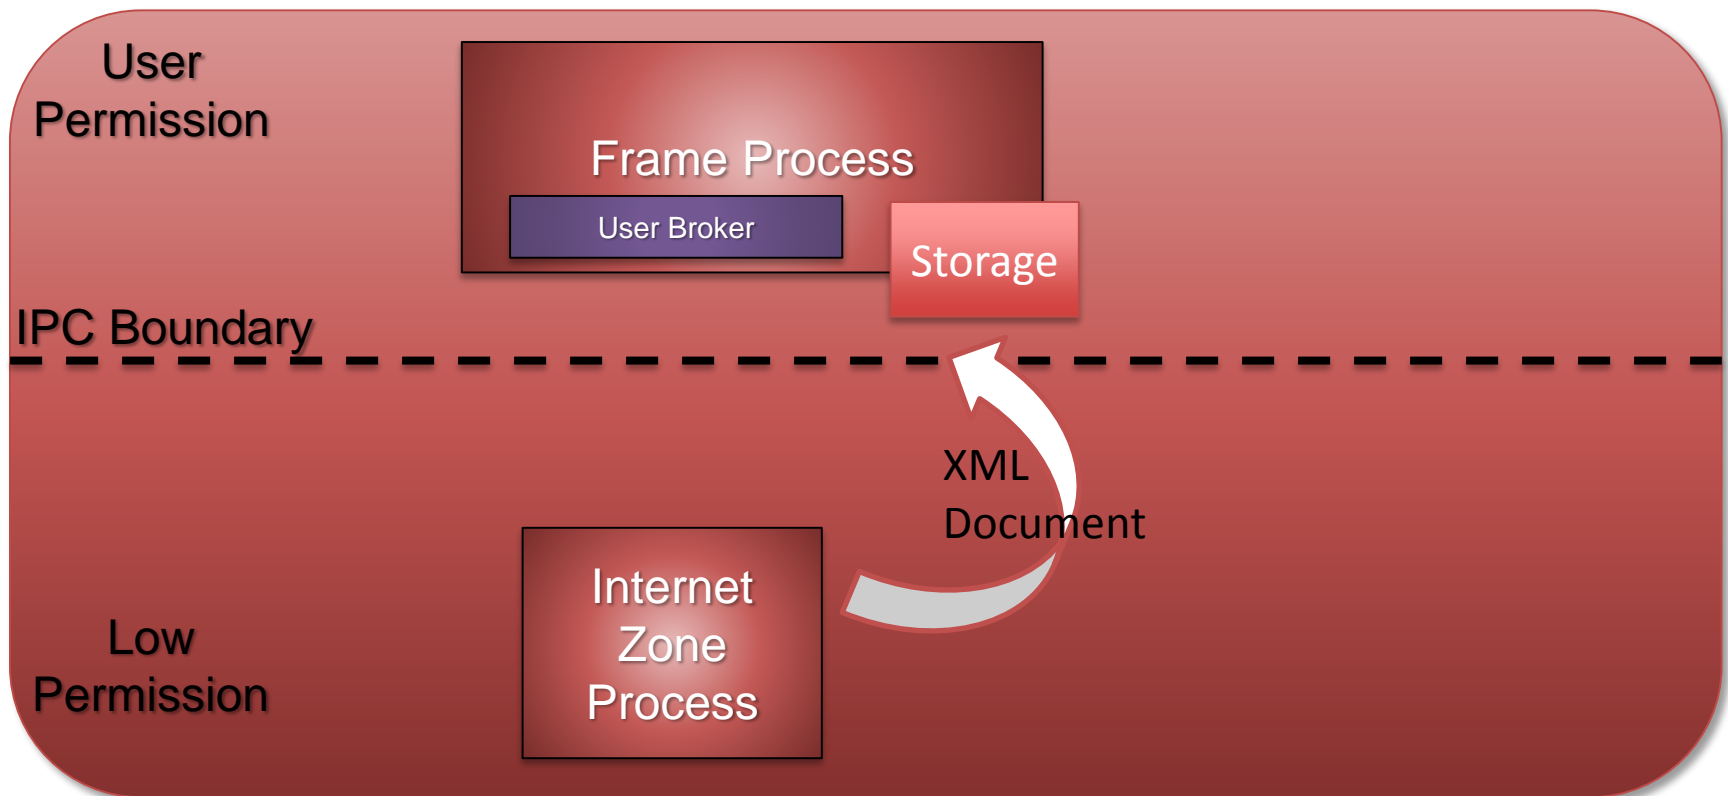 User
Permission
Frame Process
User Broker
Storage
IPC Boundary
XML
Document
Internet
Zone
Process
Low
Permission